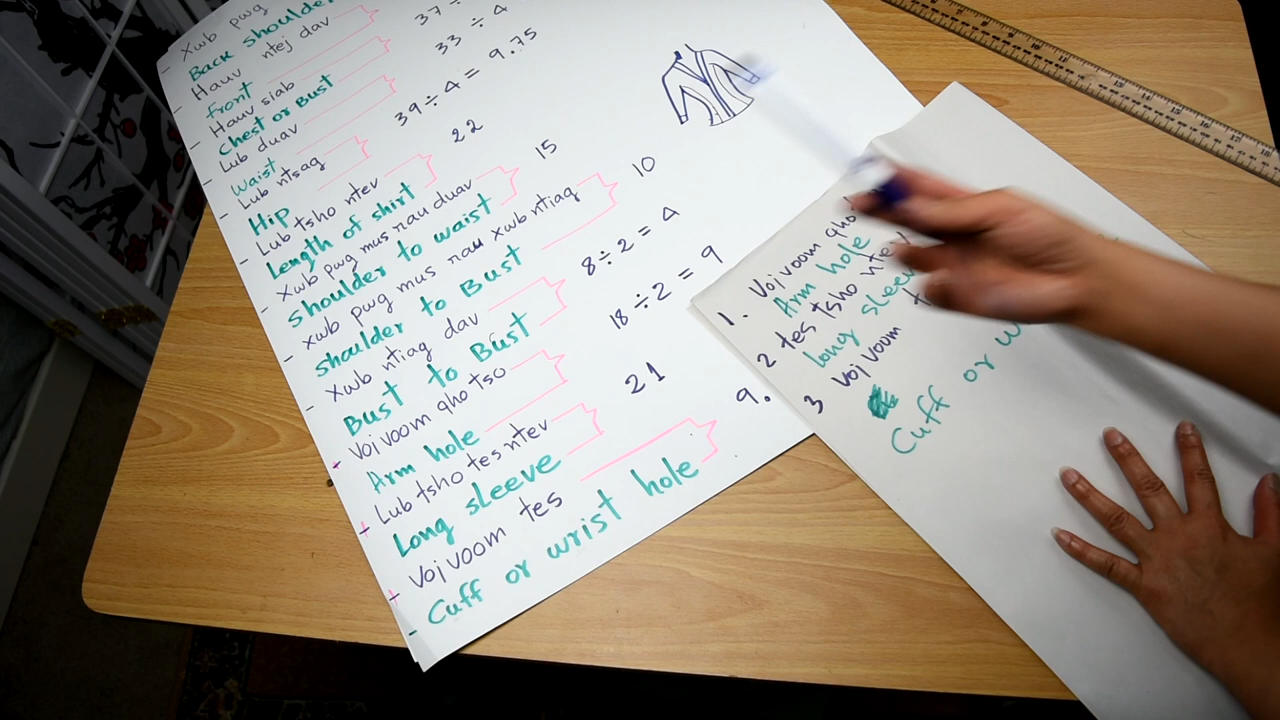 - Xwb pwg
Back shoulder
- Hauv ntej dav
front 37 ÷
- Hauv siab
Chest or Bust 33 ÷ 4
- Lub duav
Waist 39 ÷ 4 = 9.75
- Lub ntsag
Hip 22
- Lub tsho ntev
length of shirt 15
- Xwb pwg mus rau duav
shoulder to waist 10
- xwb pwg mus rau xwb ntiag
shoulder to Bust 8 ÷ 2 = 4
- Xwb ntiag dav
Bust to Bust 18 ÷ 2 = 9
+ Voj voom qho tso
Arm hole 21
+ Lub tsho tes ntev
Long sleeve 9.
+ Voj voom tes
- Cuff or wrist hole
1. Voj voom qho
Arm hole
2 tes tsho ntev
long sleeve
3 Voj voom
Cuff or w